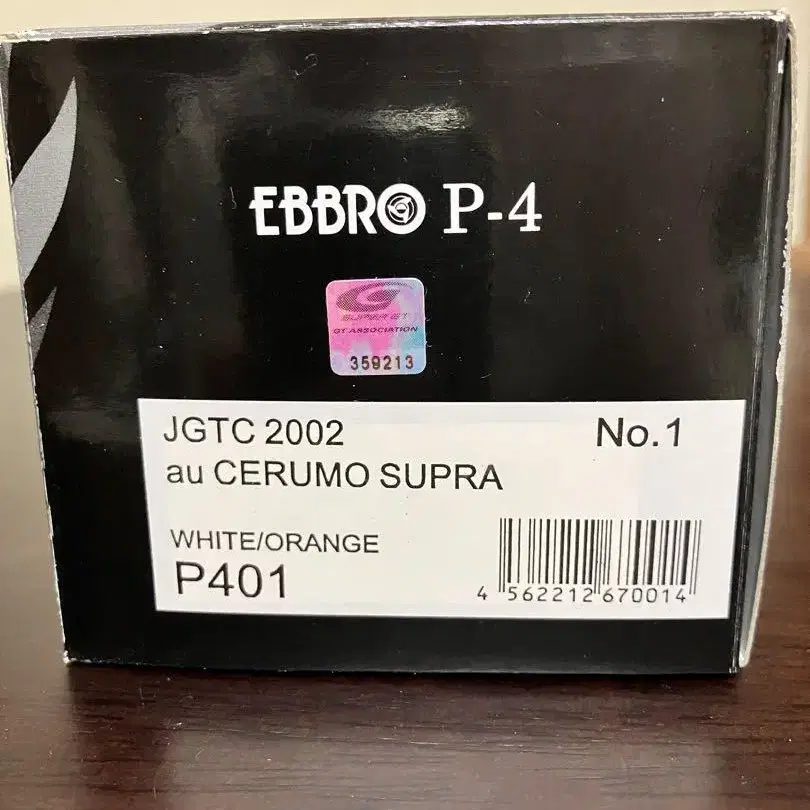 EBBRO P-4
SUPER GT
GT ASSOCIATION
359213
JGTC 2002 No.1
au CERUMO SUPRA
WHITE/ORANGE
P401
4 562212 670014